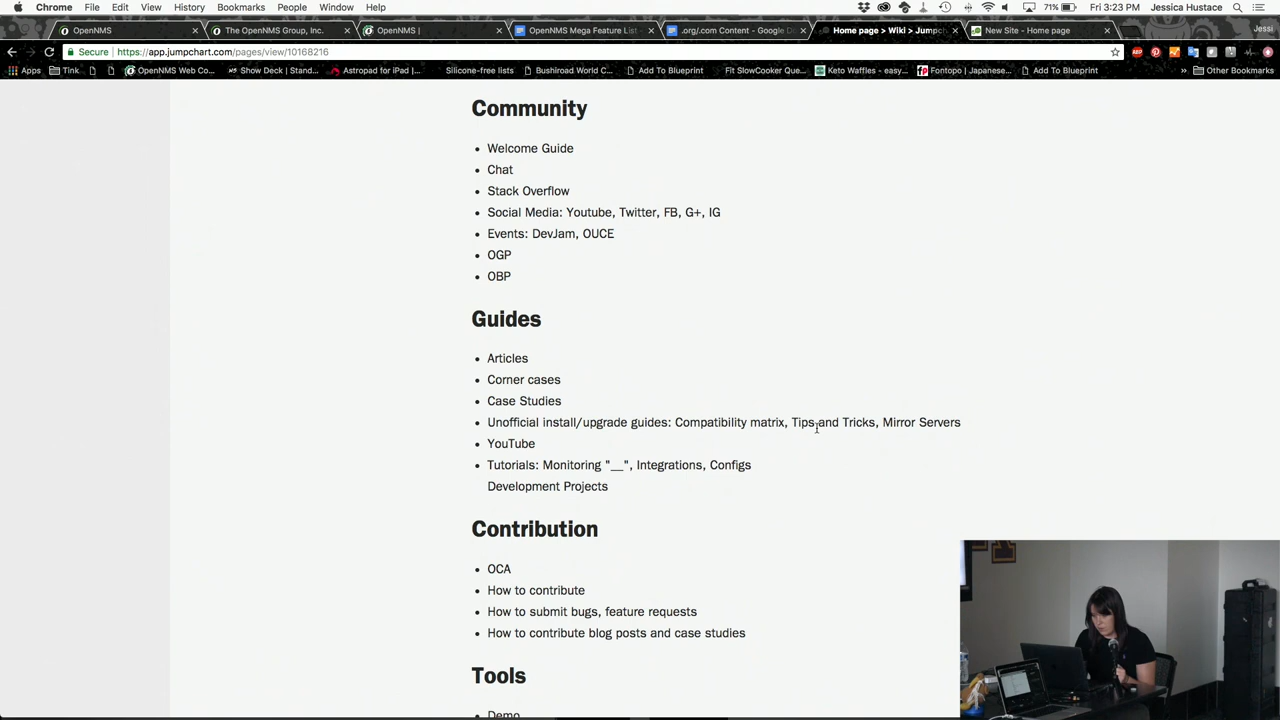 Chrome File Edit View History Bookmarks People Window Help 71% Fri 3:23 PM Jessica Hustace
OpenNMS × The OpenNMS Group, Inc. × OpenNMS | × OpenNMS Mega Feature List - × .org/.com Content - Google Do × Home page > Wiki > Jumpch × New Site - Home page × Jessi
Secure https://app.jumpchart.com/pages/view/10168216
Apps Tink OpenNMS Web Co... Show Deck | Stand... Astropad for iPad |... Silicone-free lists Bushiroad World C... Add To Blueprint Fit SlowCooker Que... Keto Waffles - easy... Fontopo | Japanese... Add To Blueprint » Other Bookmarks
Community
• Welcome Guide
• Chat
• Stack Overflow
• Social Media: Youtube, Twitter, FB, G+, IG
• Events: DevJam, OUCE
• OGP
• OBP
Guides
• Articles
• Corner cases
• Case Studies
• Unofficial install/upgrade guides: Compatibility matrix, Tips and Tricks, Mirror Servers
• YouTube
• Tutorials: Monitoring "__", Integrations, Configs
Development Projects
Contribution
• OCA
• How to contribute
• How to submit bugs, feature requests
• How to contribute blog posts and case studies
Tools
• Demo